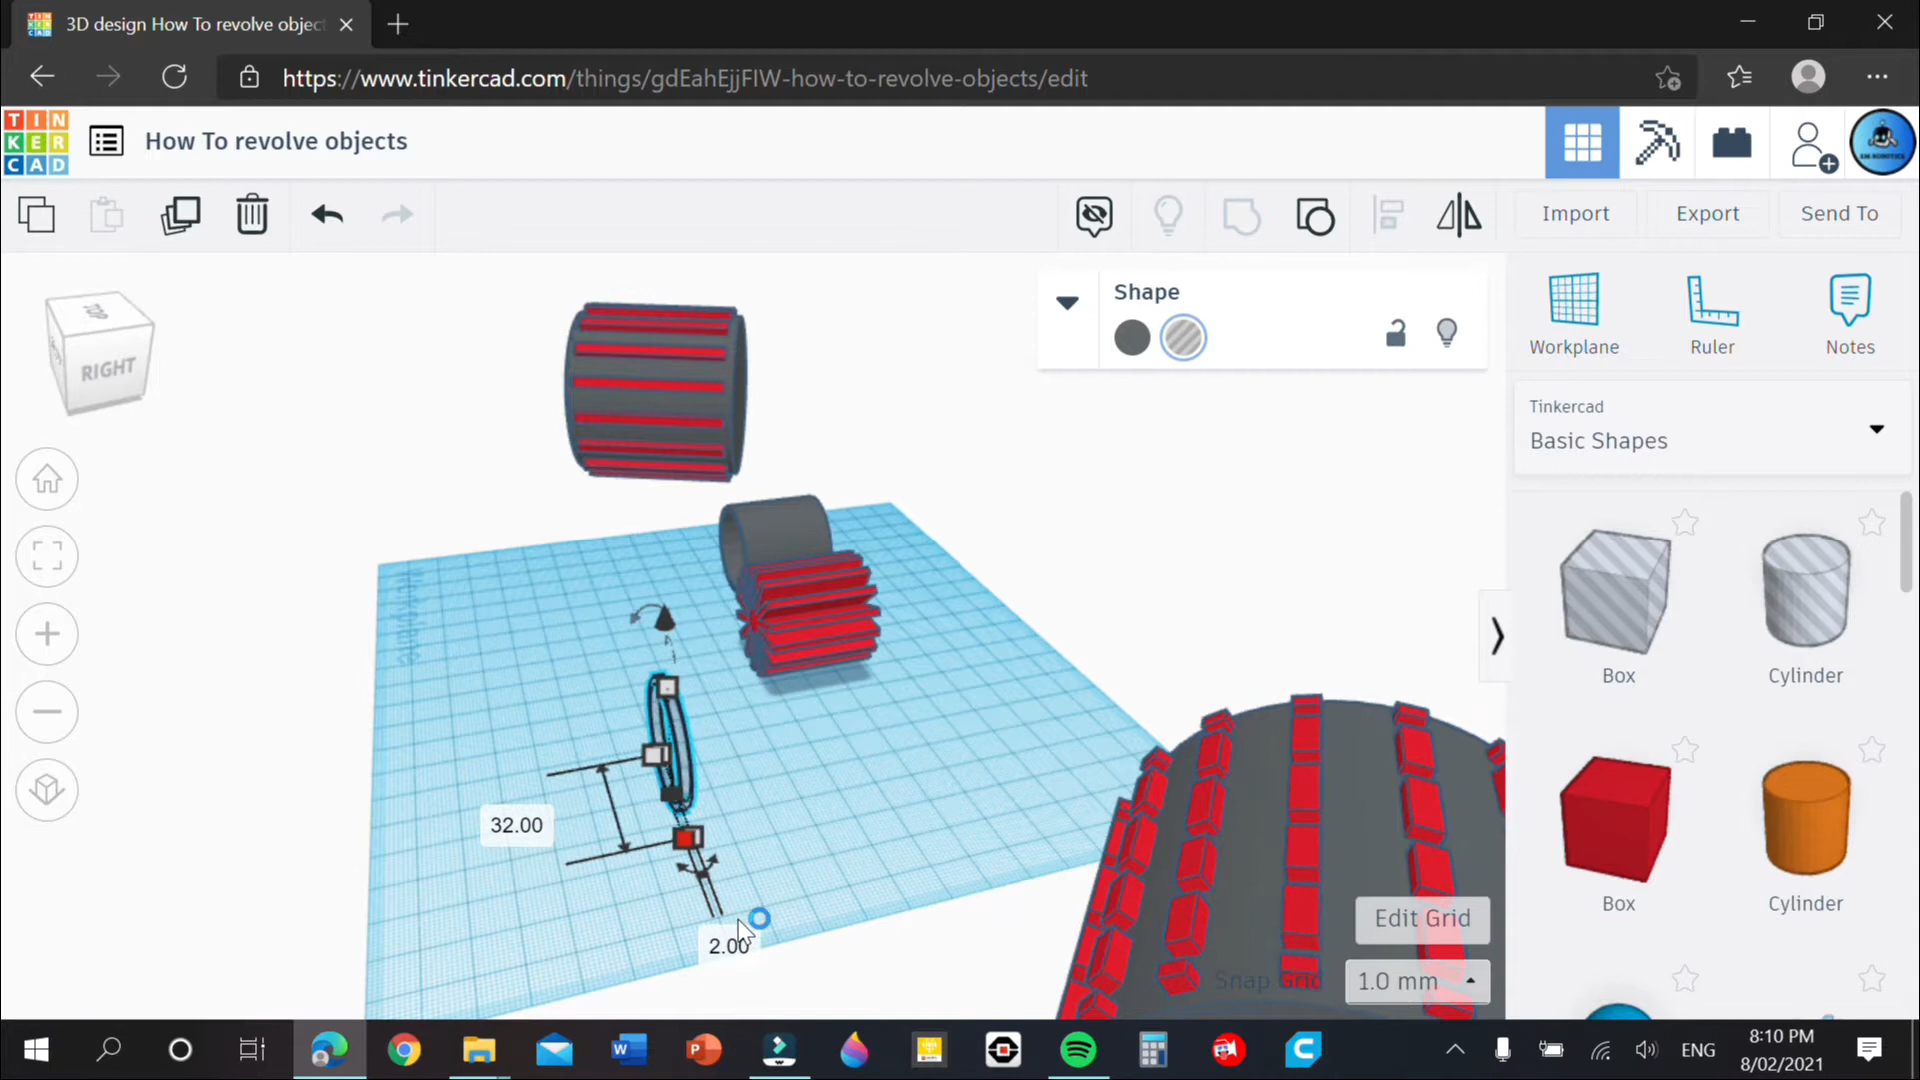 3D design How To revolve objec
https://www.tinkercad.com/things/gdEahEjjFIW-how-to-revolve-objects/edit
TIN
KER
CAD
How To revolve objects
Import
Export
Send To
TOP
RIGHT
Shape
Workplane
Ruler
Notes
Tinkercad
Basic Shapes
Box
Cylinder
Box
Cylinder
Workplane
32.00
2.00
Edit Grid
Snap Grid
1.0 mm
ENG
8:10 PM
8/02/2021